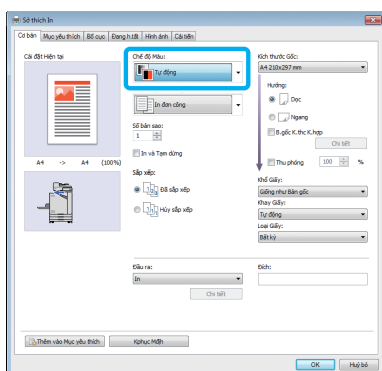 Sở thích In
Cơ bản Mục yêu thích Bố cục Đang h.tất Hình ảnh Cải tiến
Cài đặt Hiện tại
A4 -> A4 (100%)
Chế độ Màu:
Tự động
In đơn công
Số bản sao:
1
In và Tạm dừng
Sắp xếp:
Đã sắp xếp
Hủy sắp xếp
Kích thước Gốc:
A4 210x297 mm
Hướng:
Dọc
Ngang
B.gốc K.thc K.hợp
Chi tiết
Thu phóng 100 %
Khổ Giấy:
Giống như Bản gốc
Khay Giấy:
Tự động
Loại Giấy:
Bất kỳ
Đầu ra:
In
Chi tiết
Đích:
Thêm vào Mục yêu thích Kphục Mđịh
OK Huỷ bỏ